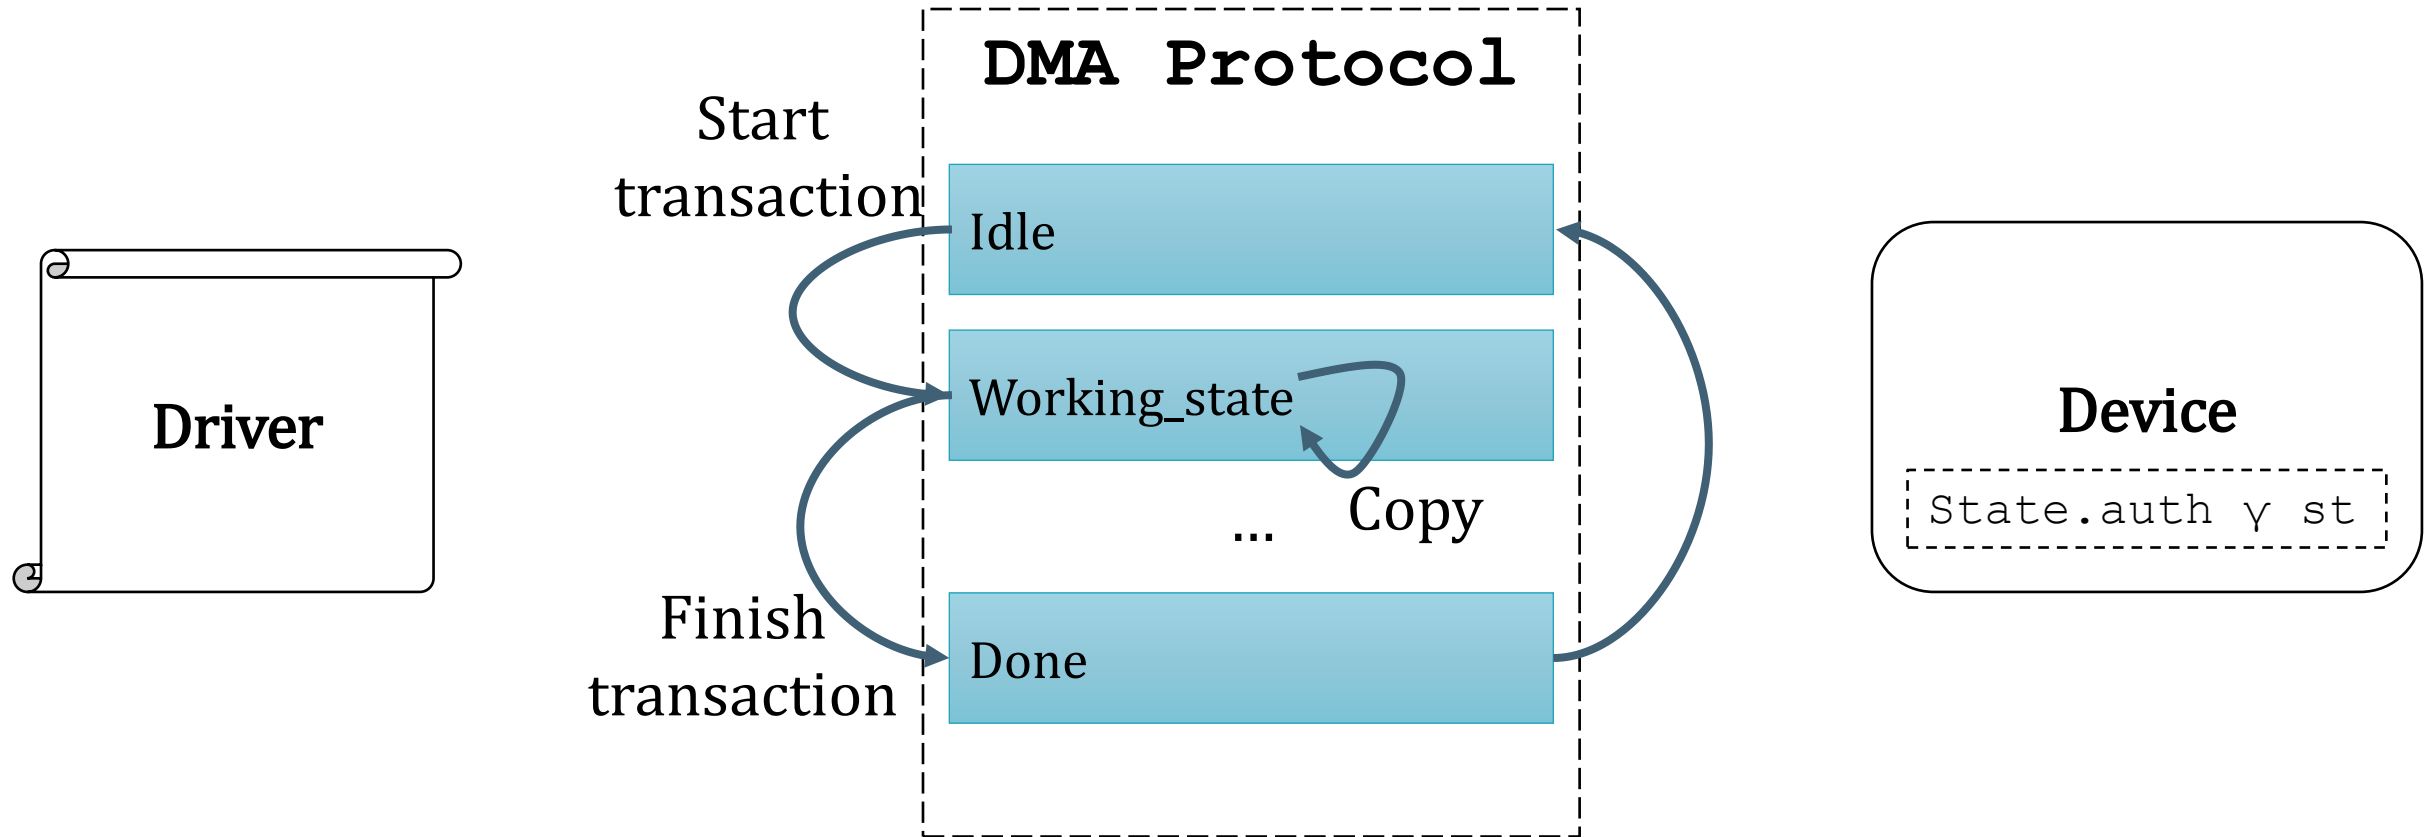 DMA Protocol
Start
transaction
Idle
Working_state
Driver
Device
State.auth γ st
Copy
...
Finish
transaction
Done